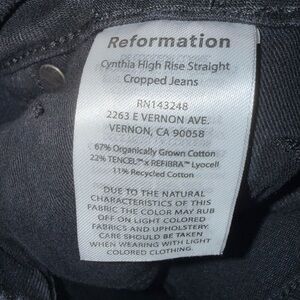 Reformation
Cynthia High Rise Straight
Cropped Jeans
RN143248
2263 E VERNON AVE.
VERNON, CA 90058
67% Organically Grown Cotton
22% TENCEL™ x REFIBRA™ Lyocell
11% Recycled Cotton
DUE TO THE NATURAL
CHARACTERISTICS OF THIS
FABRIC THE COLOR MAY RUB
OFF ON LIGHT COLORED
FABRICS AND UPHOLSTERY.
CARE SHOULD BE TAKEN
WHEN WEARING WITH LIGHT
COLORED CLOTHING.